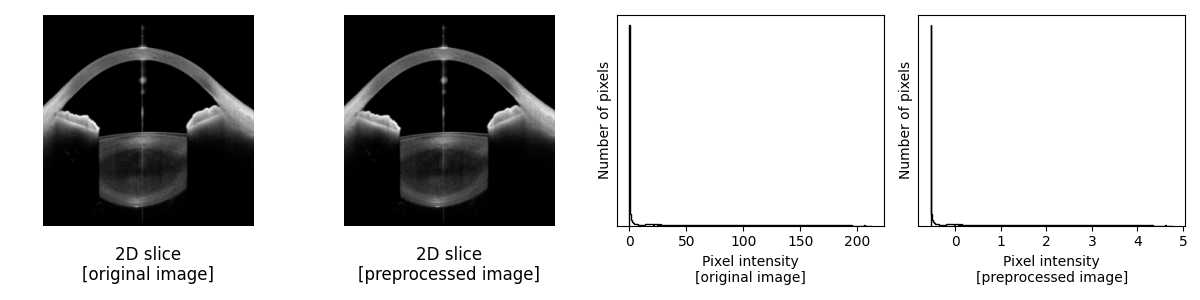 2D slice
[original image]
2D slice
[preprocessed image]
Number of pixels
0 50 100 150 200
Pixel intensity
[original image]
Number of pixels
0 1 2 3 4 5
Pixel intensity
[preprocessed image]